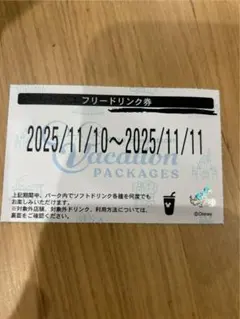 フリードリンク券
2025/11/10～2025/11/11
Vacation
PACKAGES
上記期間中、パーク内でソフトドリンク各種を何度でも
お楽しみいただけます。
※対象外店舗、対象外ドリンク、利用方法については、
裏面をご確認ください。
©Disney